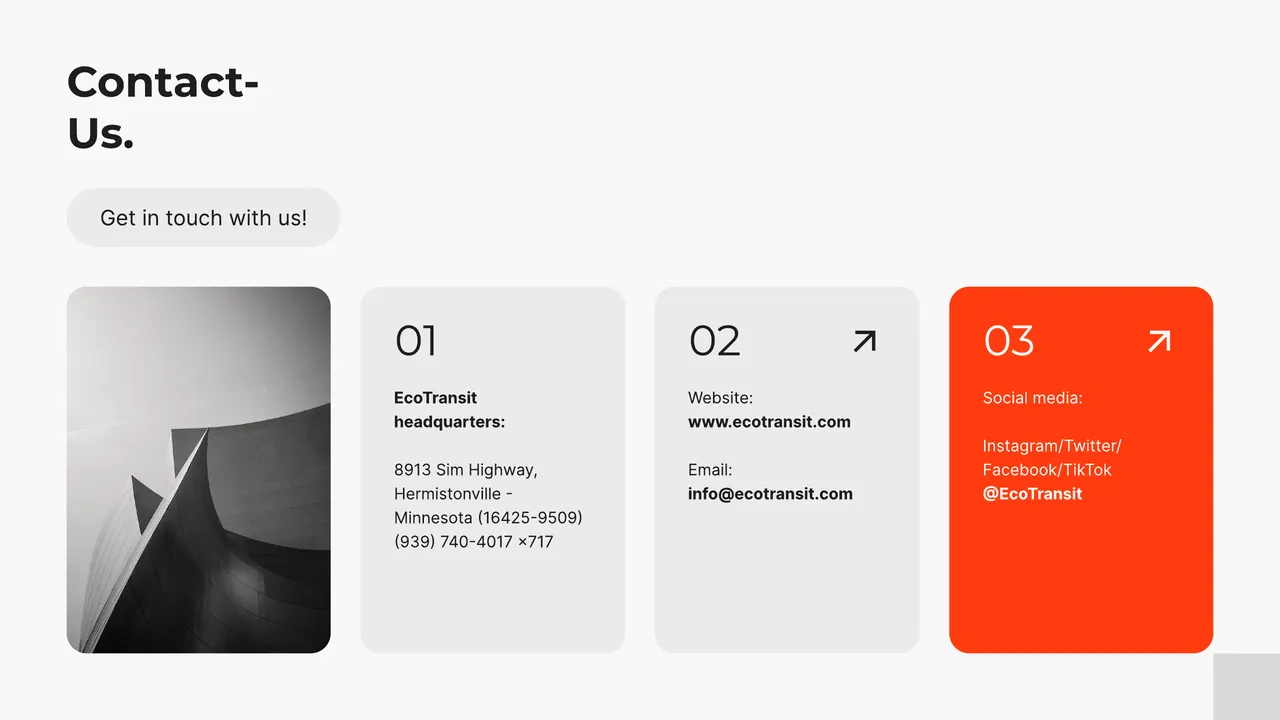 Contact-
Us.
Get in touch with us!
01
EcoTransit
headquarters:
8913 Sim Highway,
Hermistonville -
Minnesota (16425-9509)
(939) 740-4017 ×717
02
Website:
www.ecotransit.com
Email:
info@ecotransit.com
03
Social media:
Instagram/Twitter/
Facebook/TikTok
@EcoTransit